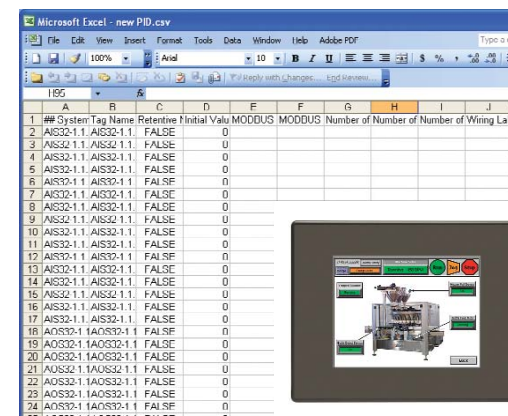 Microsoft Excel - new PID.csv
File Edit View Insert Format Tools Data Window Help Adobe PDF
Type a
100% Arial 10 B I U $ % ,
Reply with Changes... End Review...
H95 fx
A B C D E F G H I J
1 ## System Tag Name Retentive Initial Valu MODBUS MODBUS Number of Number of Number of Wiring La
2 AIS32-1.1. AIS32-1.1. FALSE 0
3 AIS32-1.1. AIS32-1.1. FALSE 0
4 AIS32-1.1. AIS32-1.1. FALSE 0
5 AIS32-1.1. AIS32-1.1. FALSE 0
6 AIS32-1.1. AIS32-1.1. FALSE 0
7 AIS32-1.1. AIS32-1.1. FALSE 0
8 AIS32-1.1. AIS32-1.1. FALSE 0
9 AIS32-1.1. AIS32-1.1. FALSE 0
10 AIS32-1.1. AIS32-1.1. FALSE 0
11 AIS32-1.1. AIS32-1.1. FALSE 0
12 AIS32-1.1. AIS32-1.1. FALSE 0
13 AIS32-1.1. AIS32-1.1. FALSE 0
14 AIS32-1.1. AIS32-1.1. FALSE 0
15 AIS32-1.1. AIS32-1.1. FALSE 0
16 AIS32-1.1. AIS32-1.1. FALSE 0
17 AIS32-1.1. AIS32-1.1. FALSE 0
18 AOS32-1.1 AOS32-1.1 FALSE 0
19 AOS32-1.1 AOS32-1.1 FALSE 0
20 AOS32-1.1 AOS32-1.1 FALSE 0
21 AOS32-1.1 AOS32-1.1 FALSE 0
22 AOS32-1.1 AOS32-1.1 FALSE 0
23 AOS32-1.1 AOS32-1.1 FALSE 0
24 AOS32-1.1 AOS32-1.1 FALSE 0